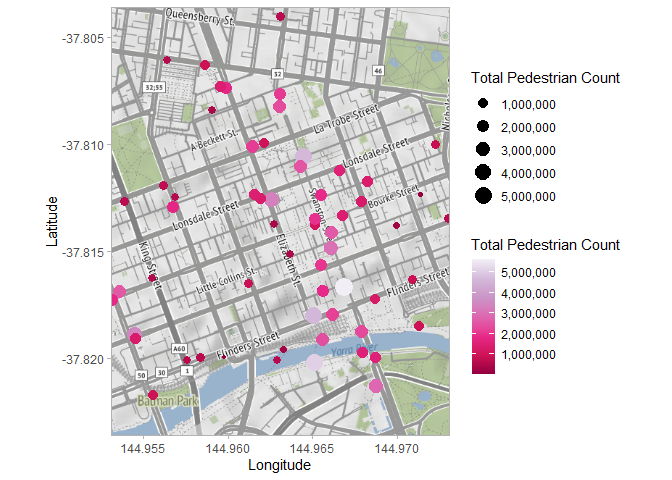 Queensberry St.
-37.805
46
32
32;55
Total Pedestrian Count
1,000,000
2,000,000
3,000,000
4,000,000
5,000,000
La Trobe Street
A'Beckett-St.
-37.810
Lonsdale Street
Bourke Street
Swanston
Lonsdale Street
Latitude
-37.815
King Street
Elizabeth St.
Little Collins St.
Flinders Street
Total Pedestrian Count
5,000,000
4,000,000
3,000,000
2,000,000
1,000,000
Flinders Street
A60
Yarra River
-37.820
50
30
1
Batman Park
144.955
144.960
144.965
144.970
Longitude